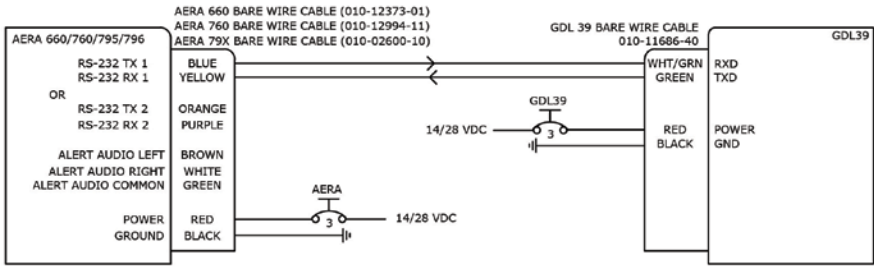 AERA 660 BARE WIRE CABLE (010-12373-01)
AERA 760 BARE WIRE CABLE (010-12994-11)
AERA 79X BARE WIRE CABLE (010-02600-10)
GDL 39 BARE WIRE CABLE
010-11686-40
AERA 660/760/795/796
GDL39
RS-232 TX 1 BLUE WHT/GRN RXD
RS-232 RX 1 YELLOW GREEN TXD
OR
RS-232 TX 2 ORANGE
RS-232 RX 2 PURPLE
GDL39
14/28 VDC 3 RED POWER
BLACK GND
ALERT AUDIO LEFT BROWN
ALERT AUDIO RIGHT WHITE
ALERT AUDIO COMMON GREEN
AERA
POWER RED 3 14/28 VDC
GROUND BLACK